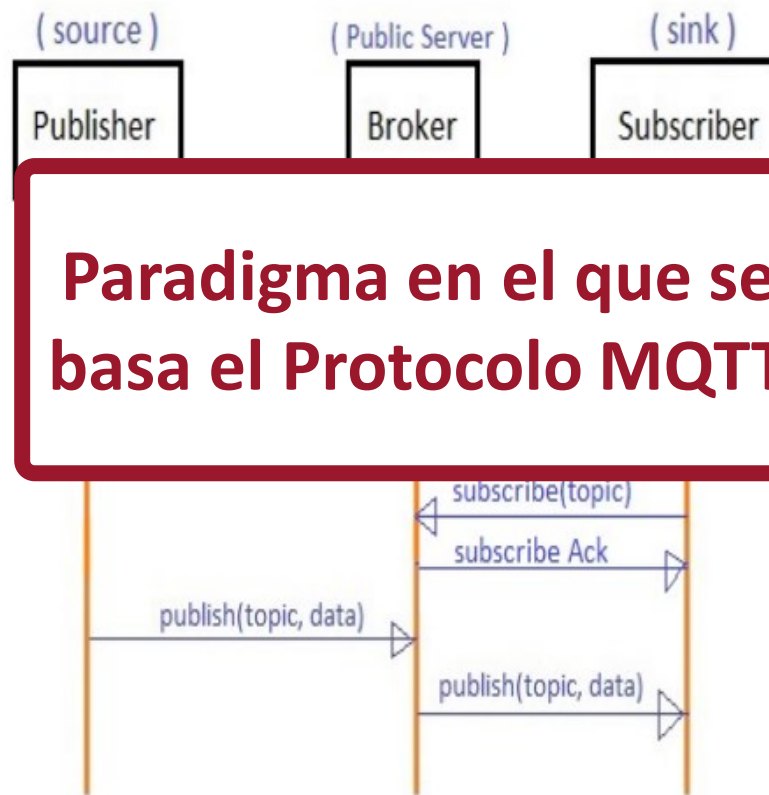 ( source )
( Public Server )
( sink )
Publisher
Broker
Subscriber
Paradigma en el que se
basa el Protocolo MQTT
subscribe(topic)
subscribe Ack
publish(topic, data)
publish(topic, data)